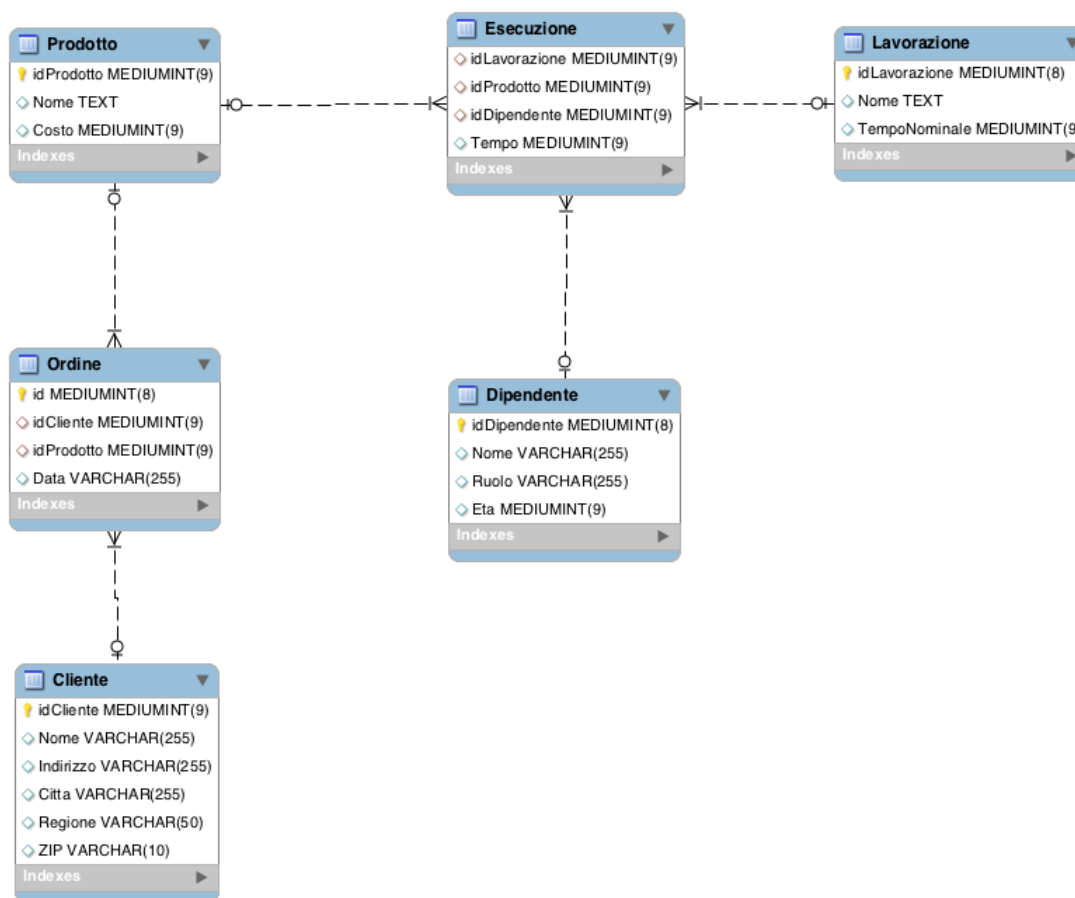 Prodotto
idProdotto MEDIUMINT(9)
Nome TEXT
Costo MEDIUMINT(9)
Indexes
Esecuzione
idLavorazione MEDIUMINT(9)
idProdotto MEDIUMINT(9)
idDipendente MEDIUMINT(9)
Tempo MEDIUMINT(9)
Indexes
Lavorazione
idLavorazione MEDIUMINT(8)
Nome TEXT
TempoNominale MEDIUMINT(9
Indexes
Ordine
id MEDIUMINT(8)
idCliente MEDIUMINT(9)
idProdotto MEDIUMINT(9)
Data VARCHAR(255)
Indexes
Dipendente
idDipendente MEDIUMINT(8)
Nome VARCHAR(255)
Ruolo VARCHAR(255)
Eta MEDIUMINT(9)
Indexes
Cliente
idCliente MEDIUMINT(9)
Nome VARCHAR(255)
Indirizzo VARCHAR(255)
Citta VARCHAR(255)
Regione VARCHAR(50)
ZIP VARCHAR(10)
Indexes